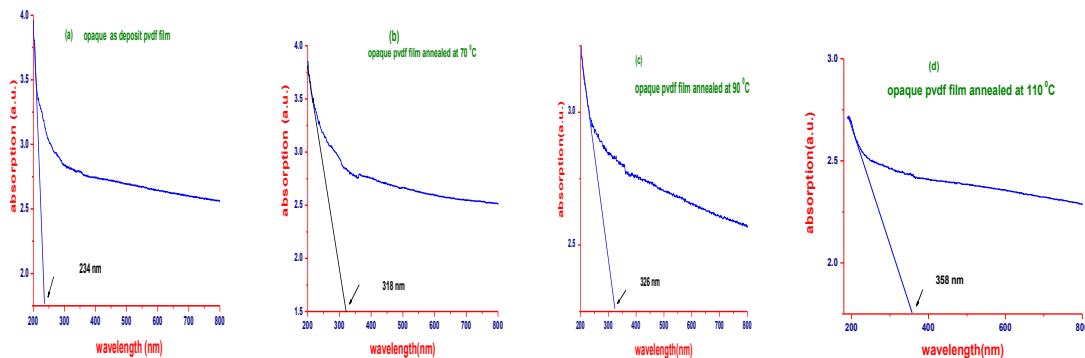 (a) opaque as deposit pvdf film
4.0
3.5
3.0
2.5
2.0
absorption (a.u.)
234 nm
200 300 400 500 600 700 800
wavelength (nm)
(b)
opaque pvdf film annealed at 70 ⁰C
4.0
3.5
3.0
2.5
2.0
1.5
absorption (a.u.)
318 nm
200 300 400 500 600 700 800
wavelength(nm)
(c)
opaque pvdf film annealed at 90 ⁰C
3.0
2.5
absorption(a.u.)
326 nm
200 300 400 500 600 700 800
wavelength(nm)
(d)
opaque pvdf film annealed at 110 ⁰C
3.0
2.5
2.0
absorption(a.u.)
358 nm
200 400 600 800
wavelength(nm)